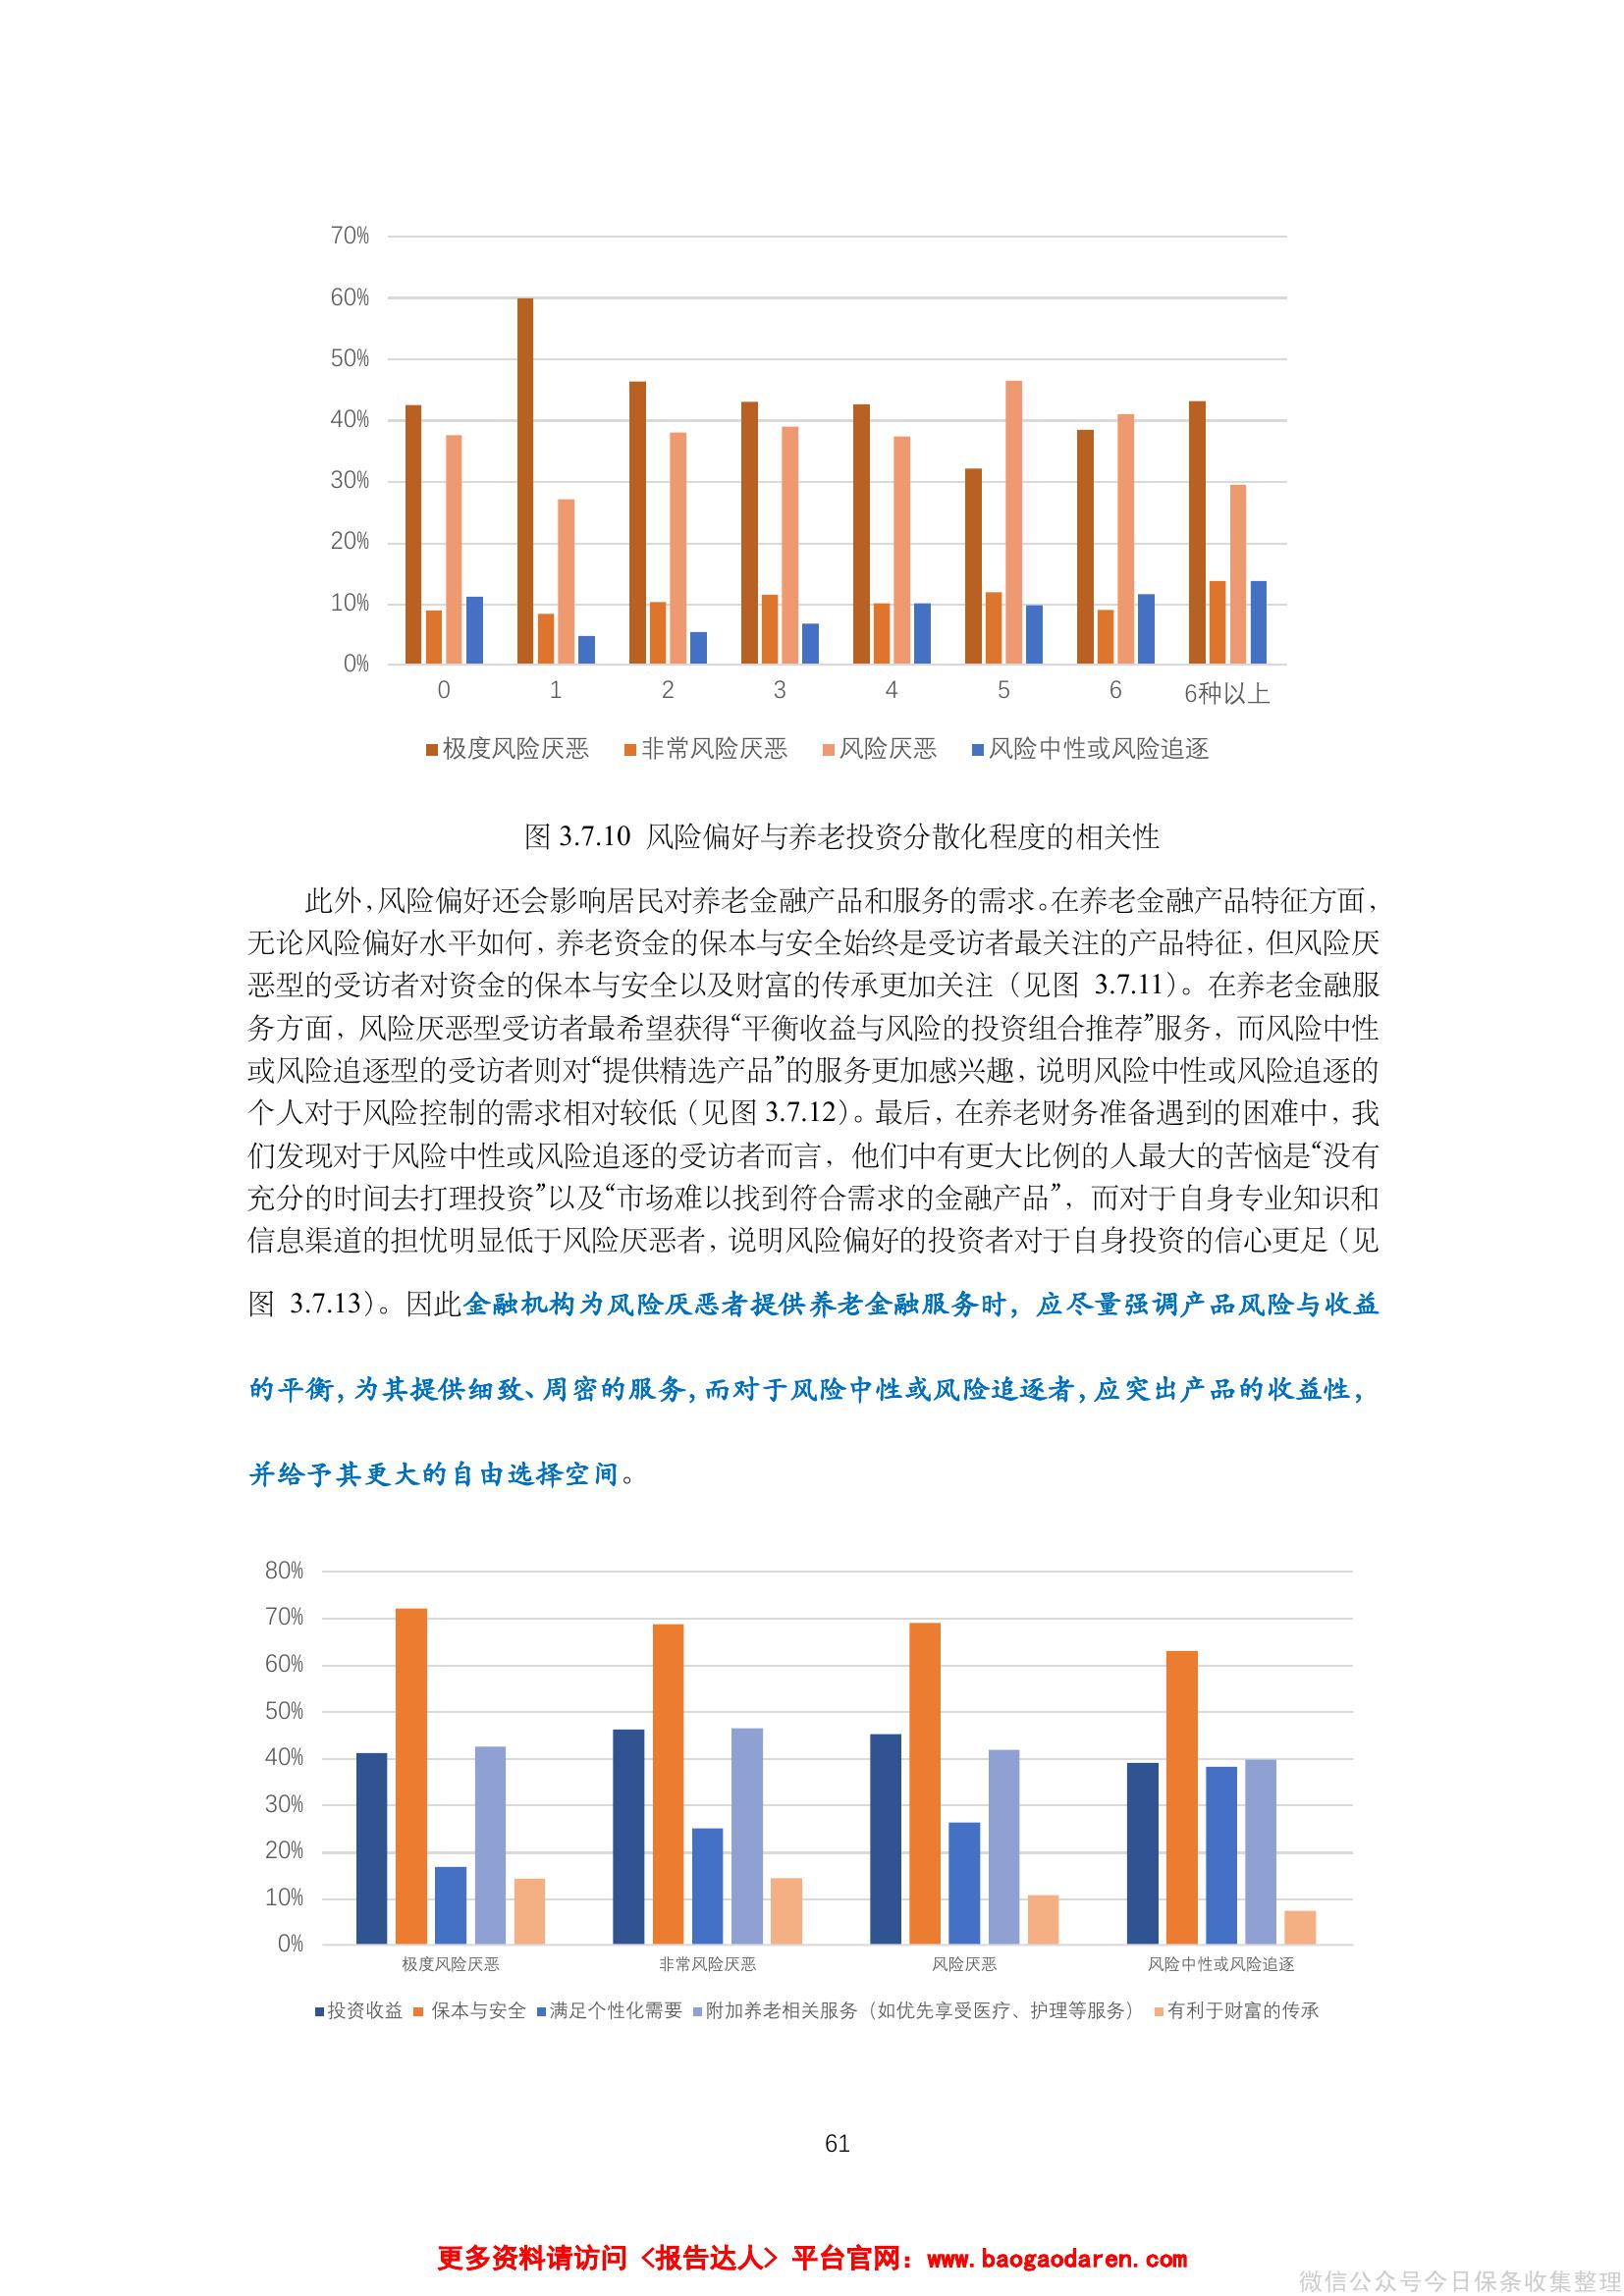 70%
60%
50%
40%
30%
20%
10%
0%
0 1 2 3 4 5 6 6种以上
极度风险厌恶 非常风险厌恶 风险厌恶 风险中性或风险追逐
图 3.7.10 风险偏好与养老投资分散化程度的相关性
此外，风险偏好还会影响居民对养老金融产品和服务的需求。在养老金融产品特征方面，
无论风险偏好水平如何，养老资金的保本与安全始终是受访者最关注的产品特征，但风险厌
恶型的受访者对资金的保本与安全以及财富的传承更加关注（见图 3.7.11）。在养老金融服
务方面，风险厌恶型受访者最希望获得“平衡收益与风险的投资组合推荐”服务，而风险中性
或风险追逐型的受访者则对“提供精选产品”的服务更加感兴趣，说明风险中性或风险追逐的
个人对于风险控制的需求相对较低（见图 3.7.12）。最后，在养老财务准备遇到的困难中，我
们发现对于风险中性或风险追逐的受访者而言，他们中有更大比例的人最大的苦恼是“没有
充分的时间去打理投资”以及“市场难以找到符合需求的金融产品”，而对于自身专业知识和
信息渠道的担忧明显低于风险厌恶者，说明风险偏好的投资者对于自身投资的信心更足（见
图 3.7.13）。因此金融机构为风险厌恶者提供养老金融服务时，应尽量强调产品风险与收益
的平衡，为其提供细致、周密的服务，而对于风险中性或风险追逐者，应突出产品的收益性，
并给予其更大的自由选择空间。
80%
70%
60%
50%
40%
30%
20%
10%
0%
极度风险厌恶 非常风险厌恶 风险厌恶 风险中性或风险追逐
投资收益 保本与安全 满足个性化需要 附加养老相关服务（如优先享受医疗、护理等服务） 有利于财富的传承
61
更多资料请访问《报告达人》平台官网：www.baogaodaren.com
微信公众号今日保条收集整理